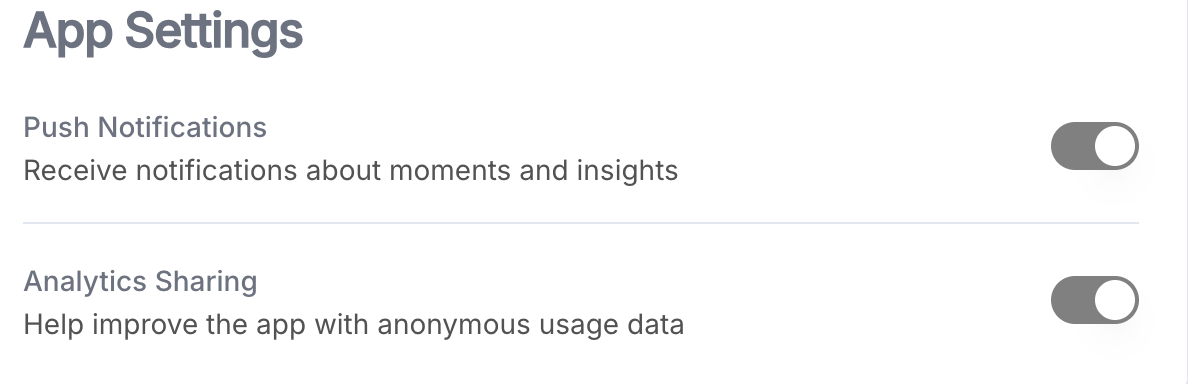 App Settings
Push Notifications
Receive notifications about moments and insights
Analytics Sharing
Help improve the app with anonymous usage data